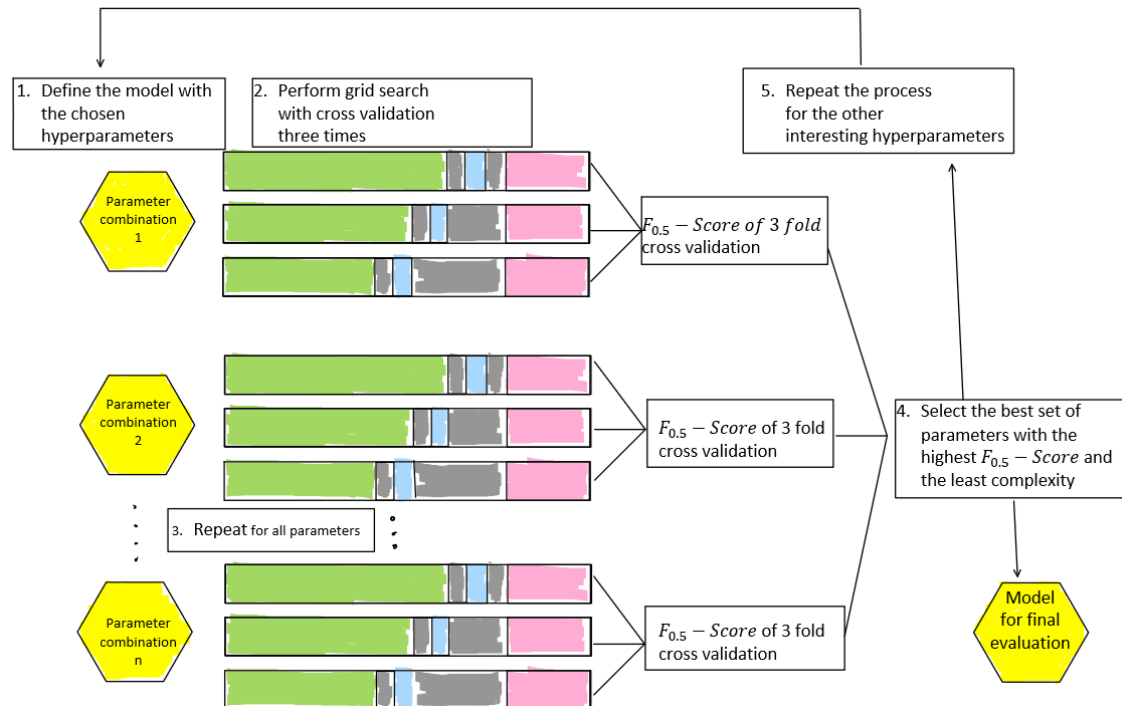 1. Define the model with
the chosen
hyperparameters
2. Perform grid search
with cross validation
three times
5. Repeat the process
for the other
interesting hyperparameters
Parameter
combination
1
F₀.₅ − Score of 3 fold
cross validation
Parameter
combination
2
F₀.₅ − Score of 3 fold
cross validation
4. Select the best set of
parameters with the
highest F₀.₅ − Score and
the least complexity
3. Repeat for all parameters
Parameter
combination
n
F₀.₅ − Score of 3 fold
cross validation
Model
for final
evaluation